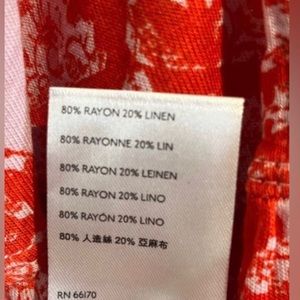 80% RAYON 20% LINEN
80% RAYONNE 20% LIN
80% RAYON 20% LEINEN
80% RAYON 20% LINO
80% RAYÓN 20% LINO
80% 人造絲 20% 亞麻布
RN 66170